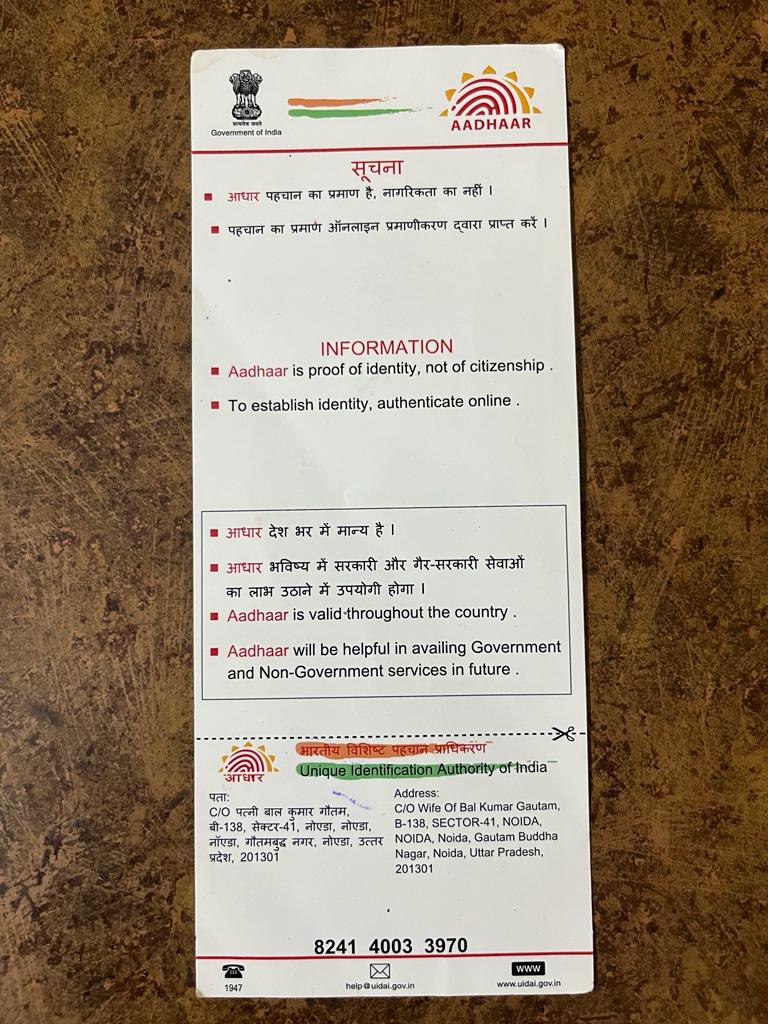 सत्यमेव जयते
Government of India
AADHAAR
सूचना
आधार पहचान का प्रमाण है, नागरिकता का नहीं ।
पहचान का प्रमाण ऑनलाइन प्रमाणीकरण द्वारा प्राप्त करें ।
INFORMATION
Aadhaar is proof of identity, not of citizenship .
To establish identity, authenticate online .
आधार देश भर में मान्य है ।
आधार भविष्य में सरकारी और गैर-सरकारी सेवाओं
का लाभ उठाने में उपयोगी होगा ।
Aadhaar is valid throughout the country .
Aadhaar will be helpful in availing Government
and Non-Government services in future .
आधार
भारतीय विशिष्ट पहचान प्राधिकरण
Unique Identification Authority of India
पता:
C/O पत्नी बाल कुमार गौतम,
बी-138, सेक्टर-41, नोएडा, नोएडा,
नॉएडा, गौतमबुद्ध नगर, नोएडा, उत्तर
प्रदेश, 201301
Address:
C/O Wife Of Bal Kumar Gautam,
B-138, SECTOR-41, NOIDA,
NOIDA, Noida, Gautam Buddha
Nagar, Noida, Uttar Pradesh,
201301
8241 4003 3970
1947
help@uidai.gov.in
www
www.uidai.gov.in